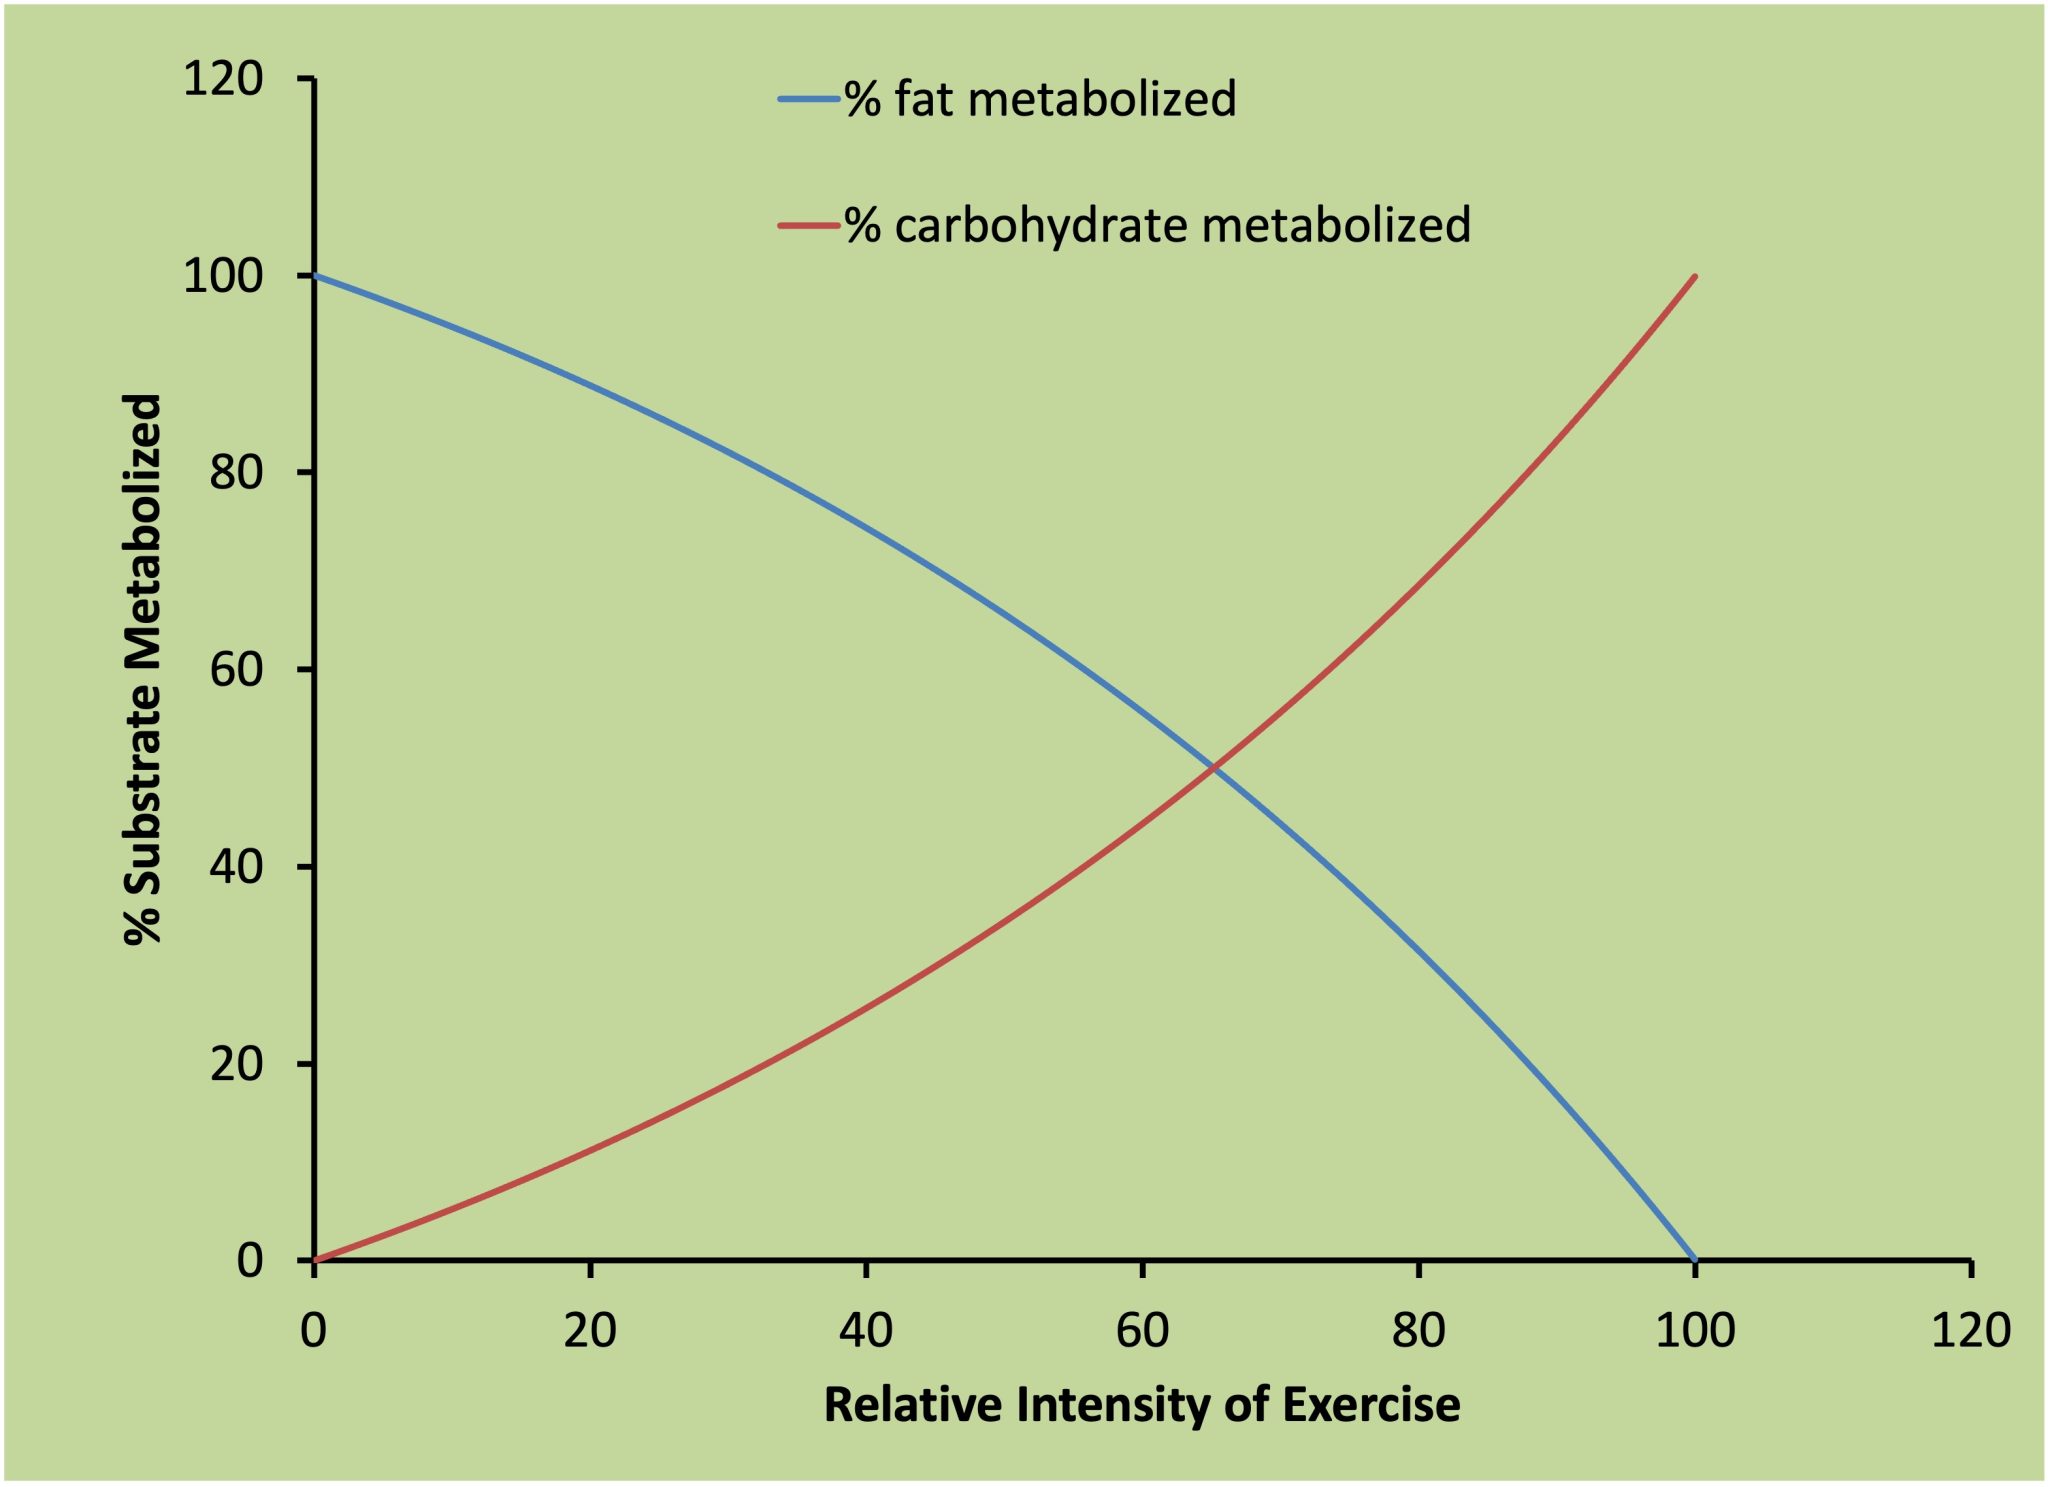 % fat metabolized
% carbohydrate metabolized
% Substrate Metabolized
120
100
80
60
40
20
0
0 20 40 60 80 100 120
Relative Intensity of Exercise